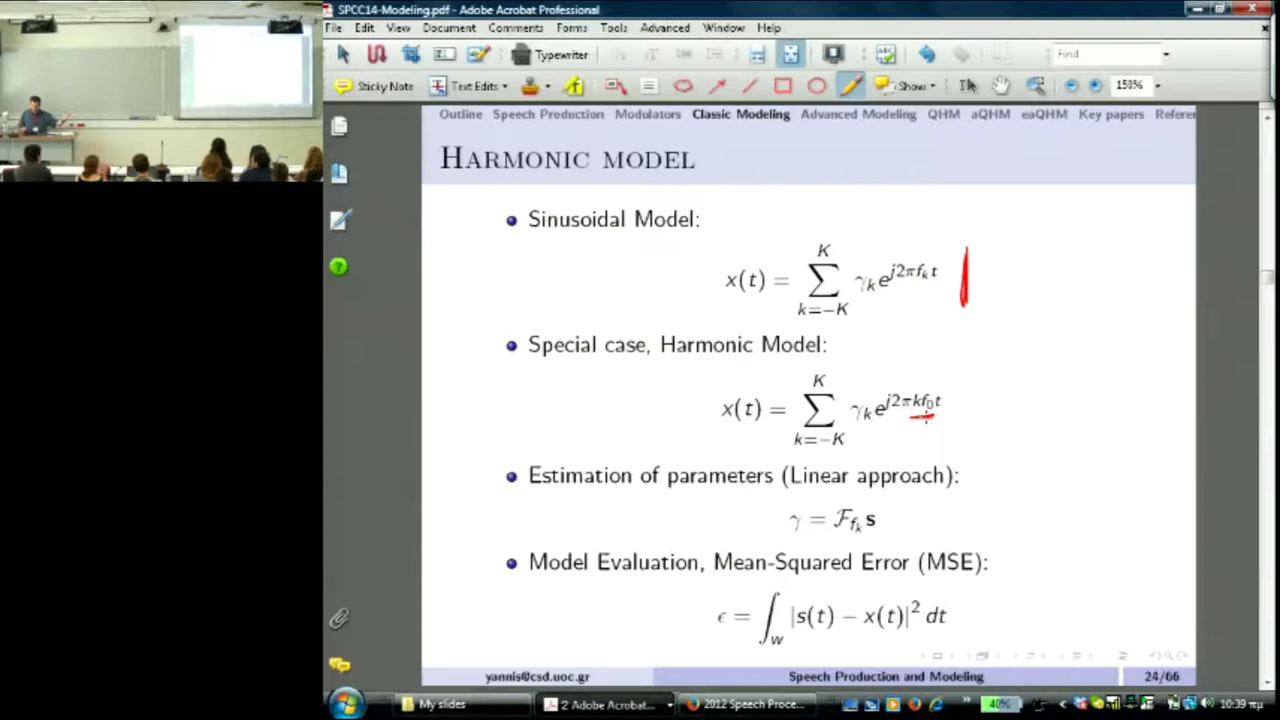 SPCC14-Modeling.pdf - Adobe Acrobat Professional
File Edit View Document Comments Forms Tools Advanced Window Help
Typewriter Find
Sticky Note Text Edits Show 150%
Outline Speech Production Modulators Classic Modeling Advanced Modeling QHM aQHM eaQHM Key papers Referen
HARMONIC MODEL
Sinusoidal Model:
x(t) = ∑_{k=−K}^{K} γ_k e^{j2πf_k t}
Special case, Harmonic Model:
x(t) = ∑_{k=−K}^{K} γ_k e^{j2πkf_0 t}
Estimation of parameters (Linear approach):
γ = ℱ_{f_k} s
Model Evaluation, Mean-Squared Error (MSE):
ϵ = ∫_w |s(t) − x(t)|² dt
yannis@csd.uoc.gr Speech Production and Modeling 24/66
My slides 2 Adobe Acrobat... 2012 Speech Proce... 40% 10:39 πμ